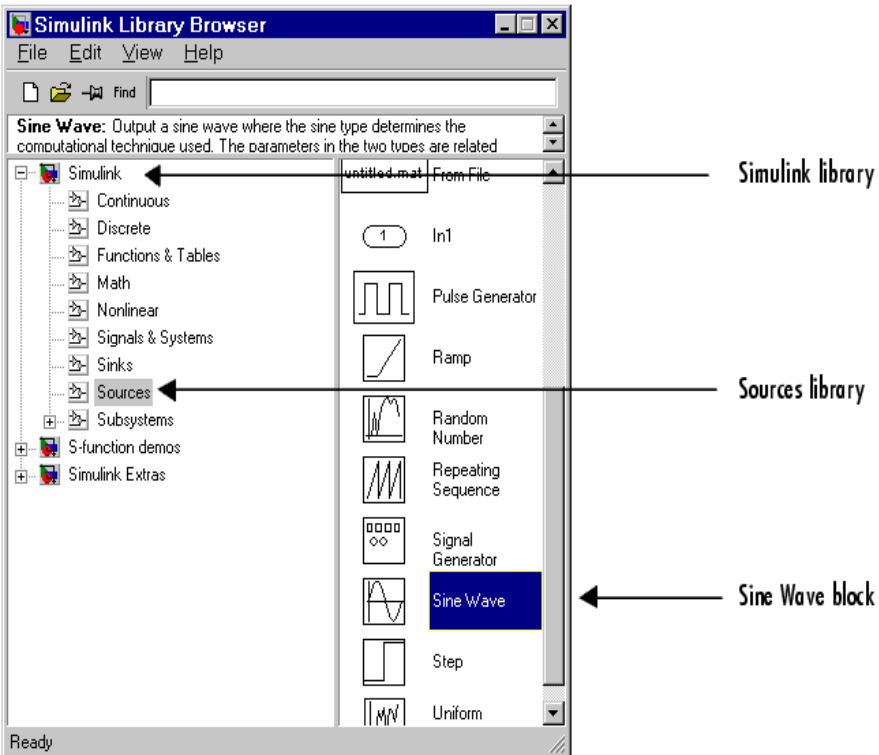 Simulink Library Browser
File Edit View Help
Find
Sine Wave: Output a sine wave where the sine type determines the
computational technique used. The parameters in the two types are related
Simulink
Continuous
Discrete
Functions & Tables
Math
Nonlinear
Signals & Systems
Sinks
Sources
Subsystems
S-function demos
Simulink Extras
untitled.mat From File
1 In1
Pulse Generator
Ramp
Random
Number
Repeating
Sequence
Signal
Generator
Sine Wave
Step
Uniform
Ready
Simulink library
Sources library
Sine Wave block